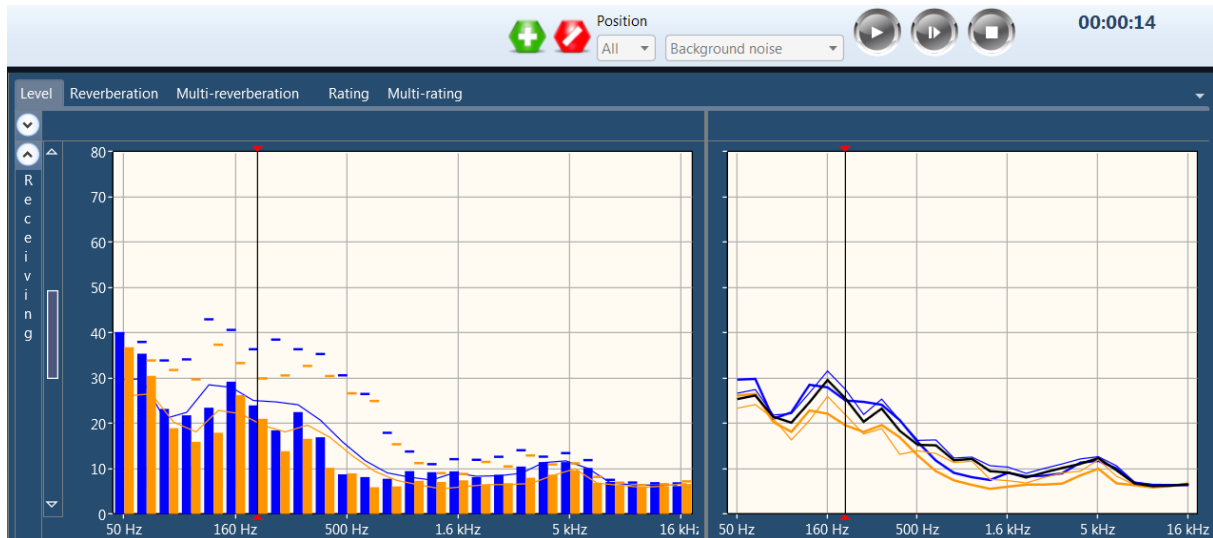 Position
All
Background noise
00:00:14
Level Reverberation Multi-reverberation Rating Multi-rating
Receiving
80
70
60
50
40
30
20
10
0
50 Hz 160 Hz 500 Hz 1.6 kHz 5 kHz 16 kHz
50 Hz 160 Hz 500 Hz 1.6 kHz 5 kHz 16 kHz